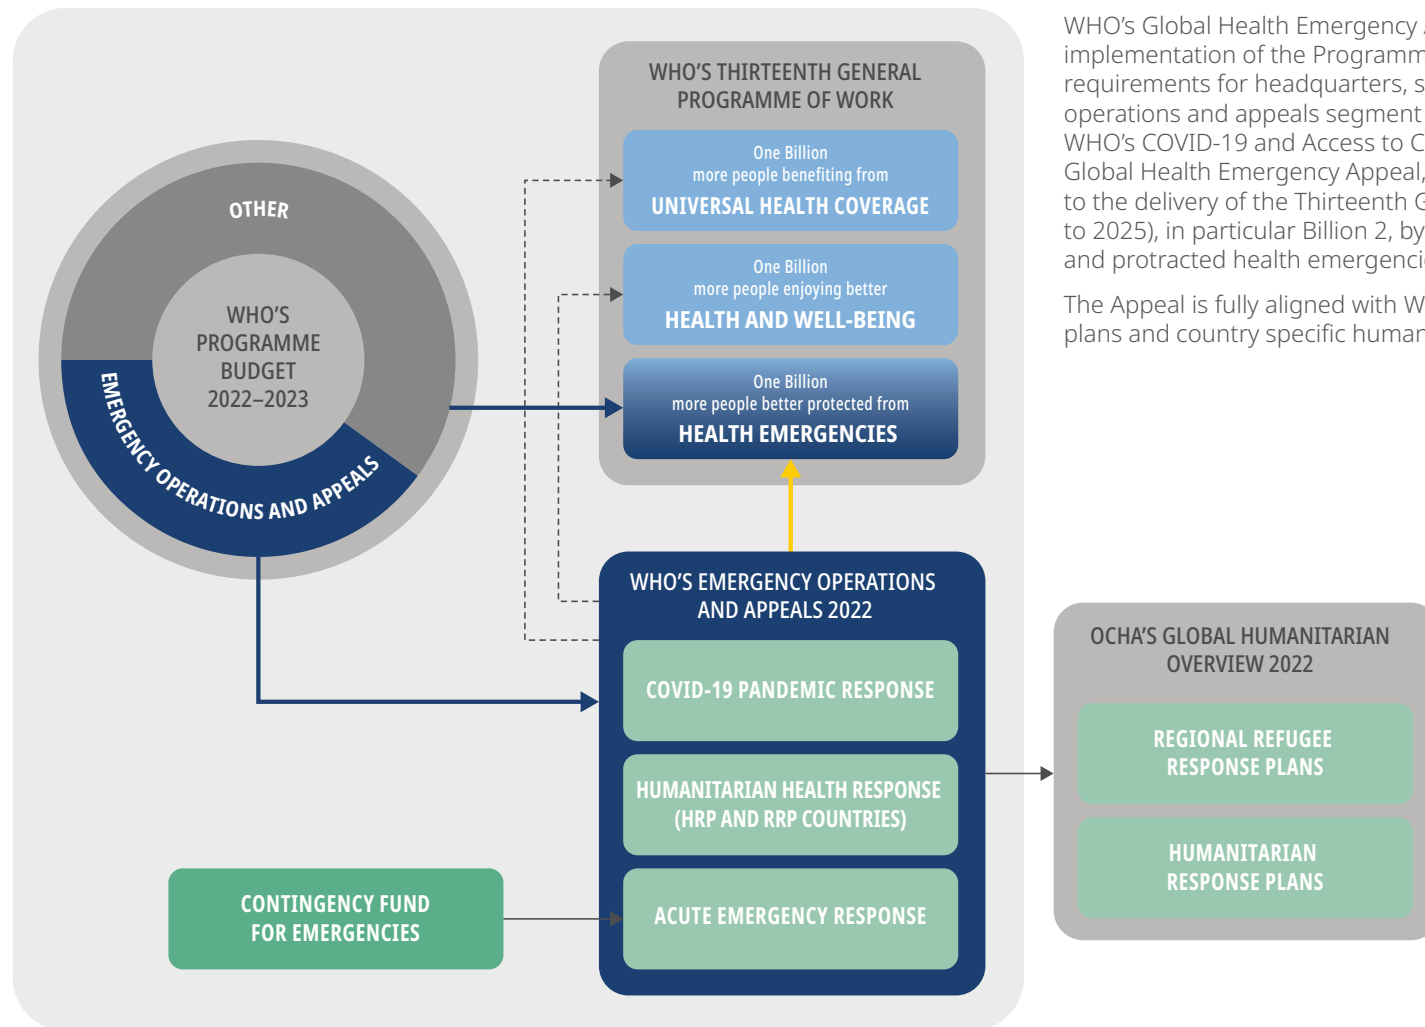 OTHER
WHO'S
PROGRAMME
BUDGET
2022–2023
EMERGENCY OPERATIONS AND APPEALS
WHO'S THIRTEENTH GENERAL
PROGRAMME OF WORK
One Billion
more people benefiting from
UNIVERSAL HEALTH COVERAGE
One Billion
more people enjoying better
HEALTH AND WELL-BEING
One Billion
more people better protected from
HEALTH EMERGENCIES
WHO'S EMERGENCY OPERATIONS
AND APPEALS 2022
COVID-19 PANDEMIC RESPONSE
HUMANITARIAN HEALTH RESPONSE
(HRP AND RRP COUNTRIES)
ACUTE EMERGENCY RESPONSE
CONTINGENCY FUND
FOR EMERGENCIES
OCHA'S GLOBAL HUMANITARIAN
OVERVIEW 2022
REGIONAL REFUGEE
RESPONSE PLANS
HUMANITARIAN
RESPONSE PLANS
WHO's Global Health Emergency
implementation of the
requirements for headquarters,
operations and appeals segment
WHO's COVID-19 and Access to
Global Health Emergency Appeal,
to the delivery of the Thirteenth
to 2025), in particular Billion 2, by
and protracted health
The Appeal is fully aligned with
plans and country specific